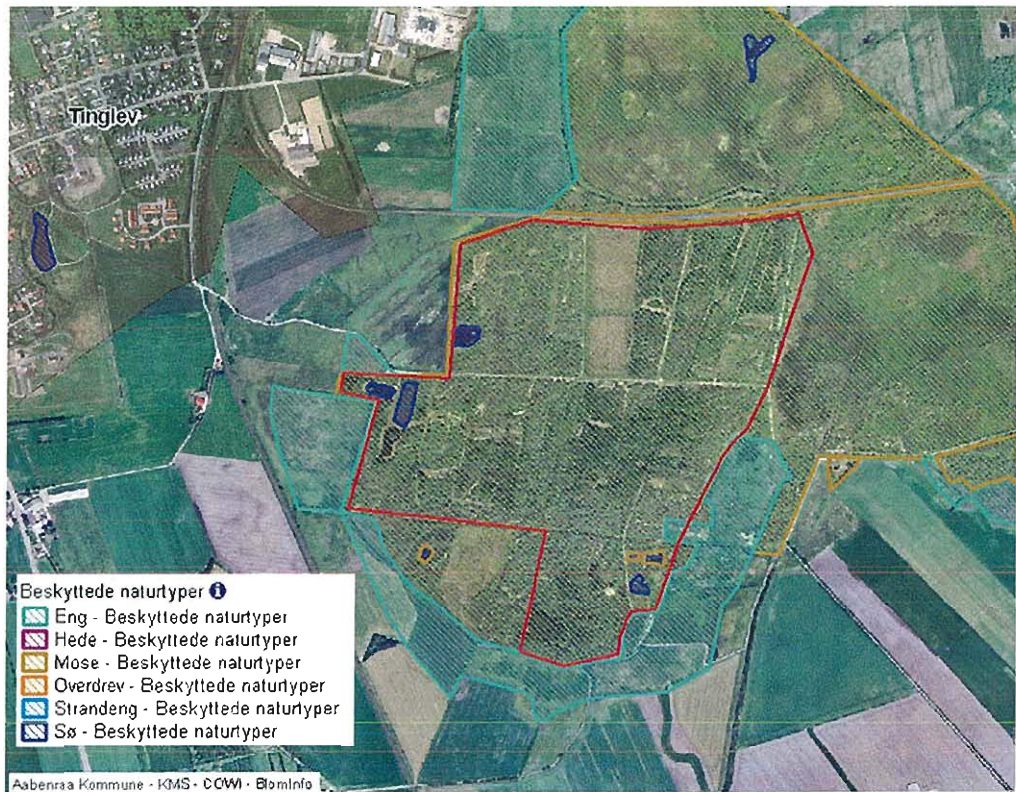 Tinglev
Beskyttede naturtyper i
Eng - Beskyttede naturtyper
Hede - Beskyttede naturtyper
Mose - Beskyttede naturtyper
Overdrev - Beskyttede naturtyper
Strandeng - Beskyttede naturtyper
Sø - Beskyttede naturtyper
Aabenraa Kommune - KMS - COWI - BlomInfo